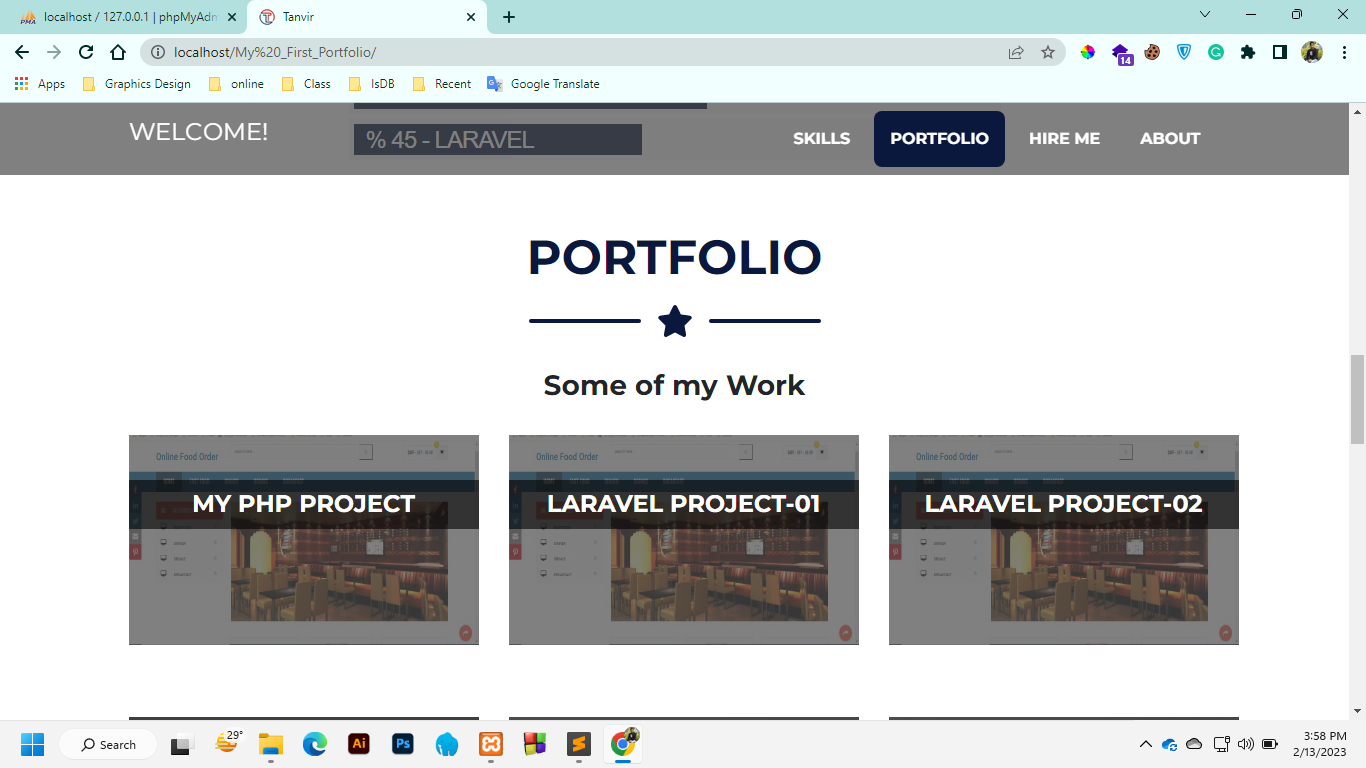 localhost / 127.0.0.1 | phpMyAdm
Tanvir
localhost/My%20_First_Portfolio/
14
Apps
Graphics Design
online
Class
IsDB
Recent
Google Translate
WELCOME!
% 45 - LARAVEL
SKILLS
PORTFOLIO
HIRE ME
ABOUT
PORTFOLIO
Some of my Work
Online Food Order
Online Food Order
Online Food Order
MY PHP PROJECT
LARAVEL PROJECT-01
LARAVEL PROJECT-02
29°
Search
Ai
Ps
3:58 PM
2/13/2023